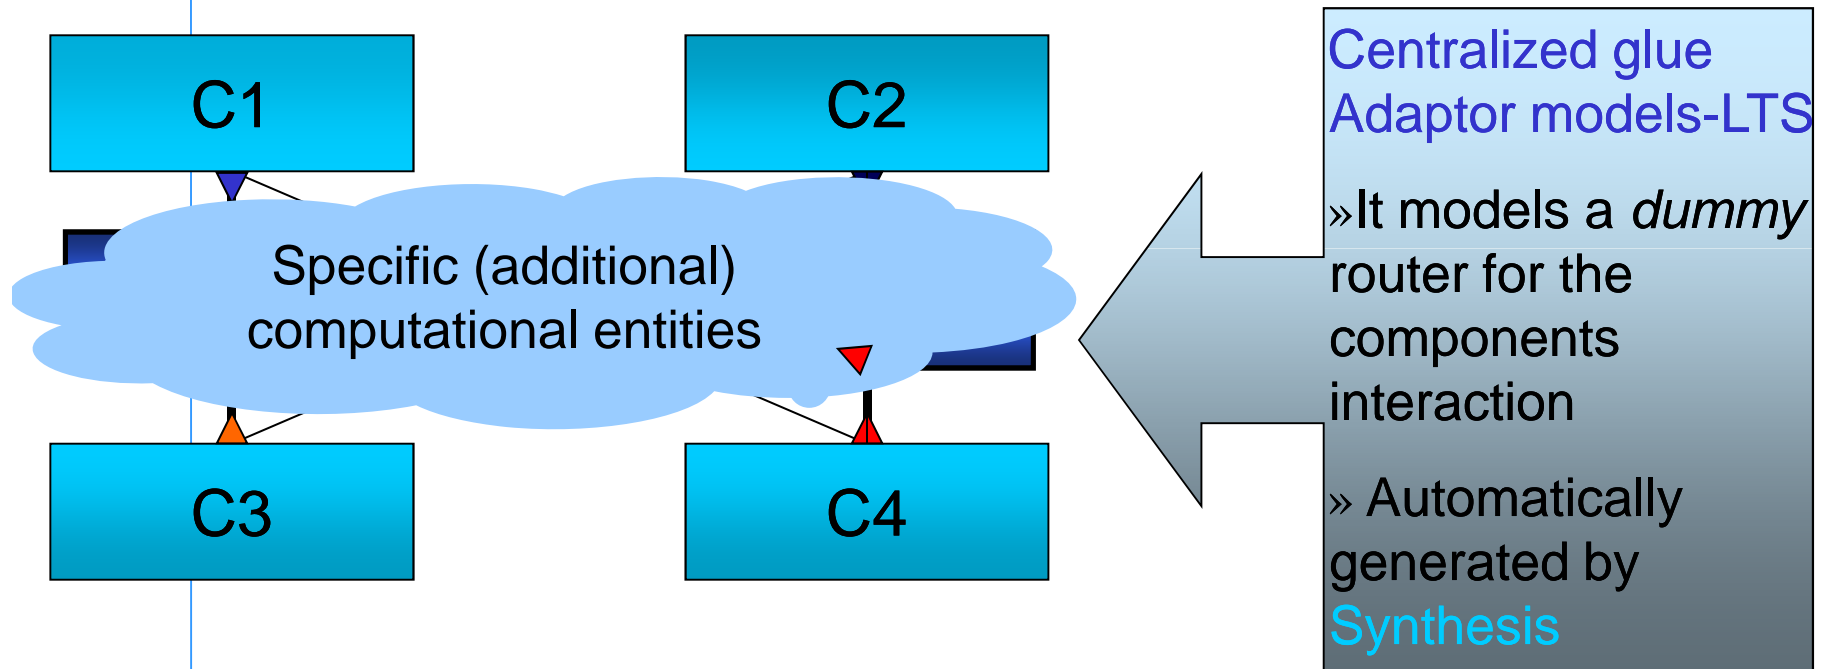 C1
C2
Specific (additional)
computational entities
C3
C4
Centralized glue
Adaptor models-LTS
»It models a dummy
router for the
components
interaction
» Automatically
generated by
Synthesis